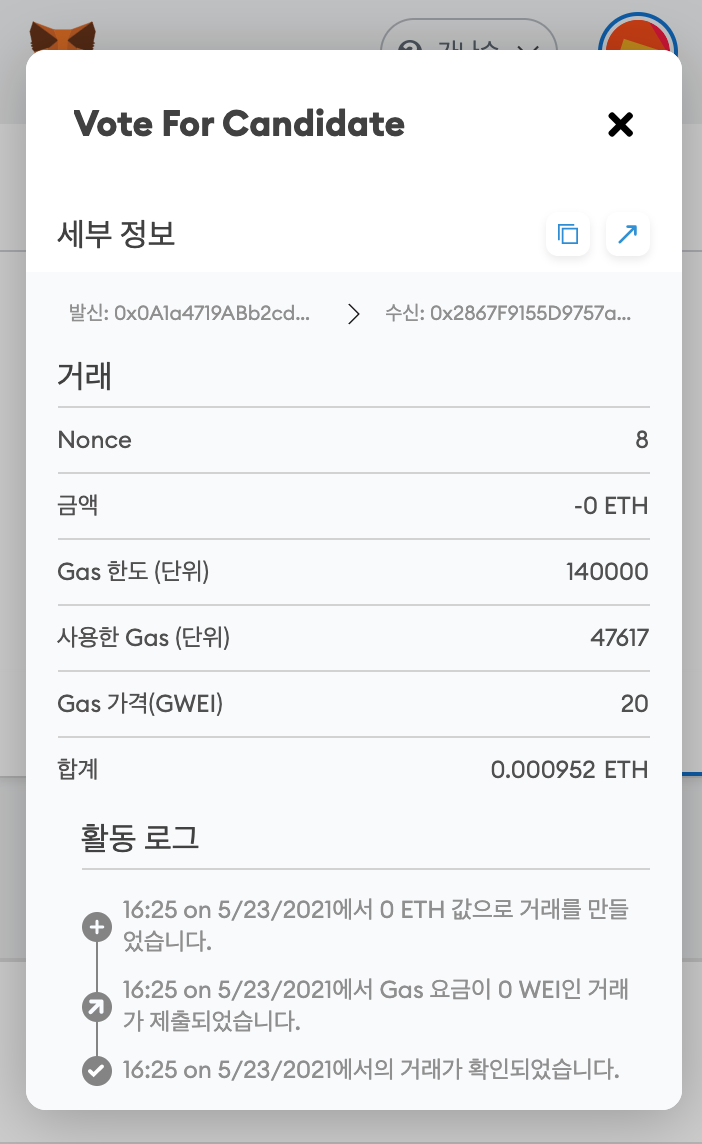 가나슈
Vote For Candidate
세부 정보
발신: 0x0A1a4719ABb2cd...
수신: 0x2867F9155D9757a...
거래
Nonce
8
금액
-0 ETH
Gas 한도 (단위)
140000
사용한 Gas (단위)
47617
Gas 가격(GWEI)
20
합계
0.000952 ETH
활동 로그
16:25 on 5/23/2021에서 0 ETH 값으로 거래를 만들
었습니다.
16:25 on 5/23/2021에서 Gas 요금이 0 WEI인 거래
가 제출되었습니다.
16:25 on 5/23/2021에서의 거래가 확인되었습니다.